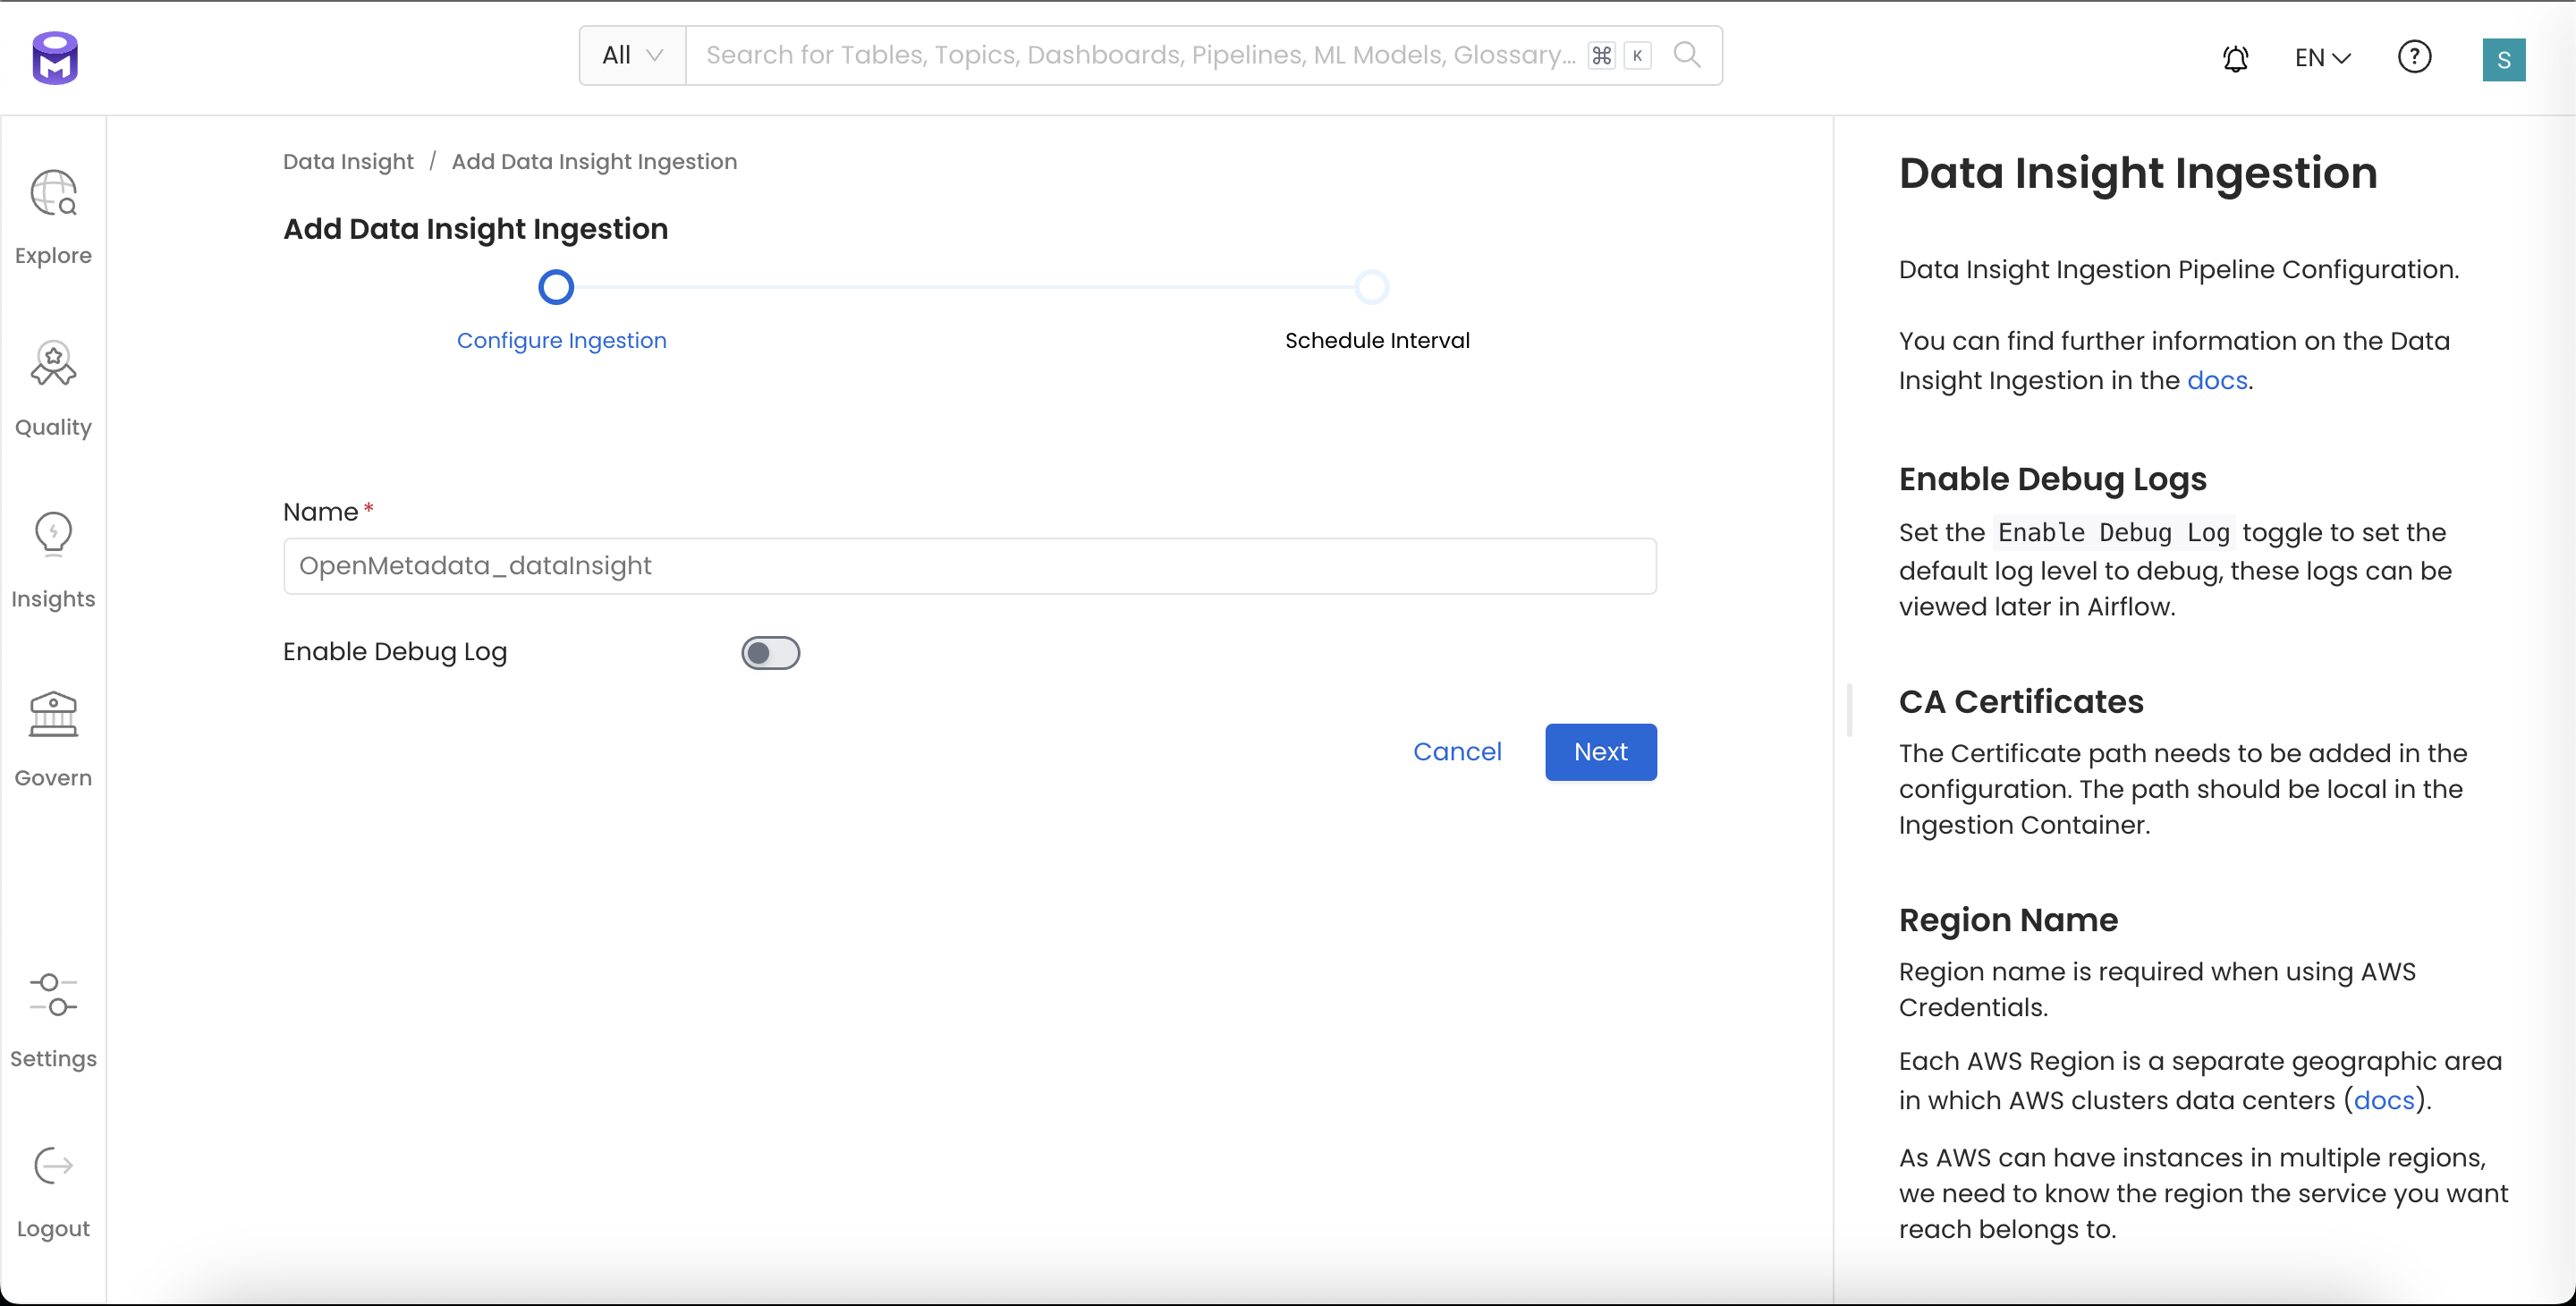 All
Search for Tables, Topics, Dashboards, Pipelines, ML Models, Glossary... ⌘ K
EN
?
S
Explore
Quality
Insights
Govern
Settings
Logout
Data Insight / Add Data Insight Ingestion
Add Data Insight Ingestion
Configure Ingestion
Schedule Interval
Name *
OpenMetadata_dataInsight
Enable Debug Log
Cancel
Next
Data Insight Ingestion
Data Insight Ingestion Pipeline Configuration.
You can find further information on the Data
Insight Ingestion in the docs.
Enable Debug Logs
Set the Enable Debug Log toggle to set the
default log level to debug, these logs can be
viewed later in Airflow.
CA Certificates
The Certificate path needs to be added in the
configuration. The path should be local in the
Ingestion Container.
Region Name
Region name is required when using AWS
Credentials.
Each AWS Region is a separate geographic area
in which AWS clusters data centers (docs).
As AWS can have instances in multiple regions,
we need to know the region the service you want
reach belongs to.